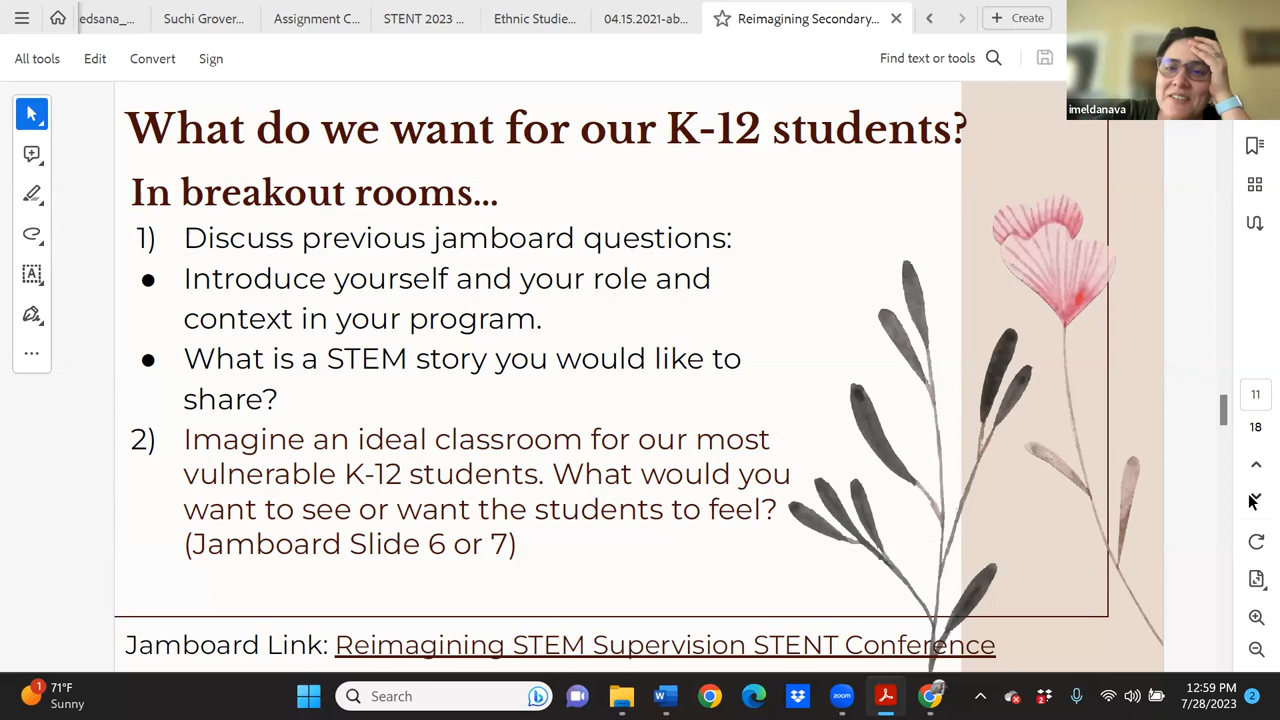 edsana_...
Suchi Grover...
Assignment C...
STENT 2023 ...
Ethnic Studie...
04.15.2021-ab...
Reimagining Secondary...
Create
All tools
Edit
Convert
Sign
Find text or tools
imeldanava
What do we want for our K-12 students?
In breakout rooms...
1) Discuss previous jamboard questions:
● Introduce yourself and your role and
context in your program.
● What is a STEM story you would like to
share?
2) Imagine an ideal classroom for our most
vulnerable K-12 students. What would you
want to see or want the students to feel?
(Jamboard Slide 6 or 7)
Jamboard Link: Reimagining STEM Supervision STENT Conference
11
18
1
71°F
Sunny
Search
12:59 PM
7/28/2023
2